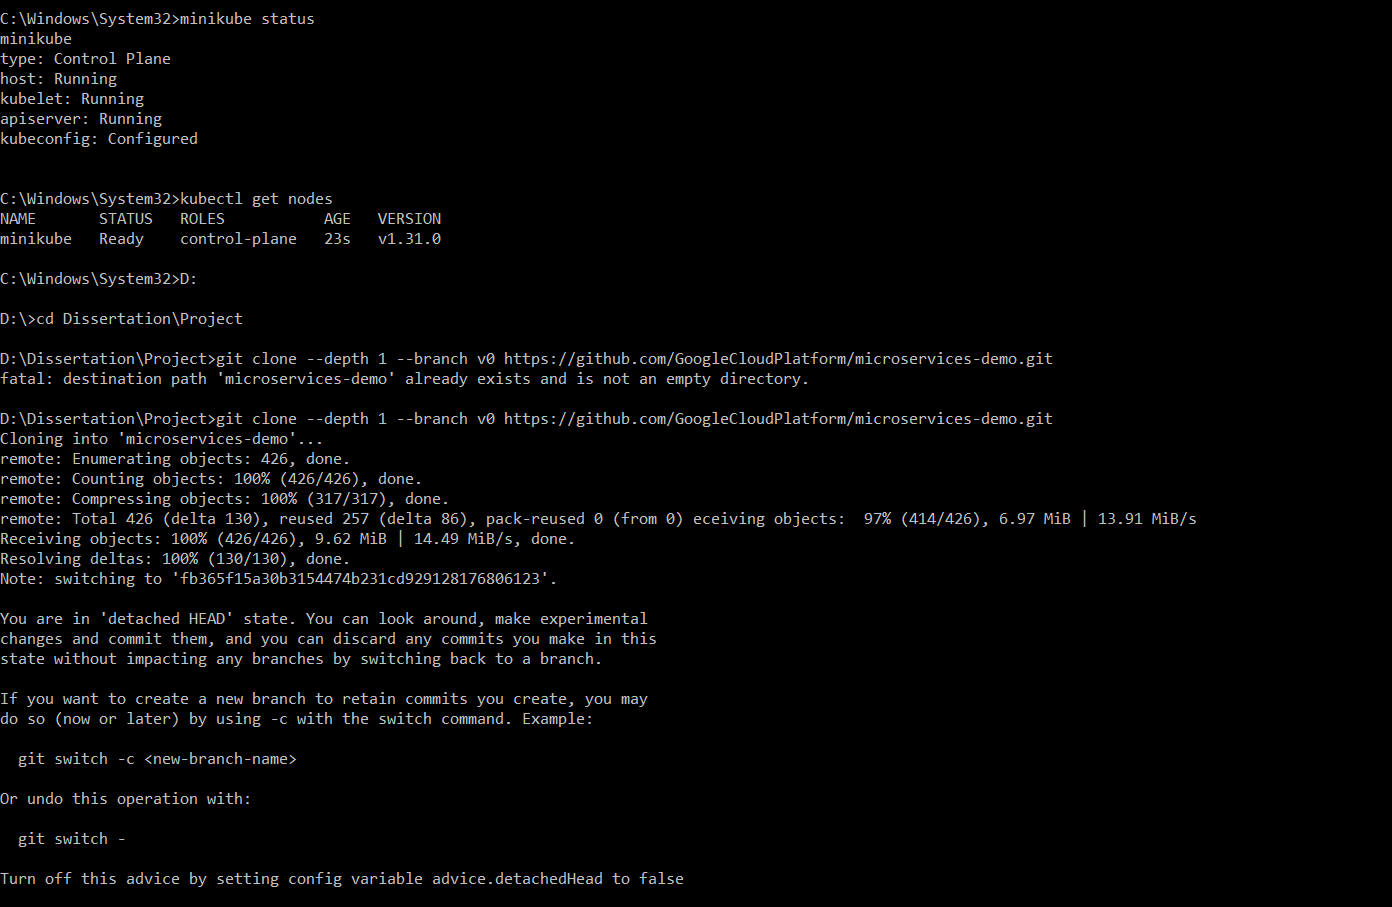 C:\Windows\System32>minikube status
minikube
type: Control Plane
host: Running
kubelet: Running
apiserver: Running
kubeconfig: Configured
C:\Windows\System32>kubectl get nodes
NAME       STATUS   ROLES           AGE   VERSION
minikube   Ready    control-plane   23s   v1.31.0
C:\Windows\System32>D:
D:\>cd Dissertation\Project
D:\Dissertation\Project>git clone --depth 1 --branch v0 https://github.com/GoogleCloudPlatform/microservices-demo.git
fatal: destination path 'microservices-demo' already exists and is not an empty directory.
D:\Dissertation\Project>git clone --depth 1 --branch v0 https://github.com/GoogleCloudPlatform/microservices-demo.git
Cloning into 'microservices-demo'...
remote: Enumerating objects: 426, done.
remote: Counting objects: 100% (426/426), done.
remote: Compressing objects: 100% (317/317), done.
remote: Total 426 (delta 130), reused 257 (delta 86), pack-reused 0 (from 0) eceiving objects:  97% (414/426), 6.97 MiB | 13.91 MiB/s
Receiving objects: 100% (426/426), 9.62 MiB | 14.49 MiB/s, done.
Resolving deltas: 100% (130/130), done.
Note: switching to 'fb365f15a30b3154474b231cd929128176806123'.
You are in 'detached HEAD' state. You can look around, make experimental
changes and commit them, and you can discard any commits you make in this
state without impacting any branches by switching back to a branch.
If you want to create a new branch to retain commits you create, you may
do so (now or later) by using -c with the switch command. Example:
  git switch -c <new-branch-name>
Or undo this operation with:
  git switch -
Turn off this advice by setting config variable advice.detachedHead to false